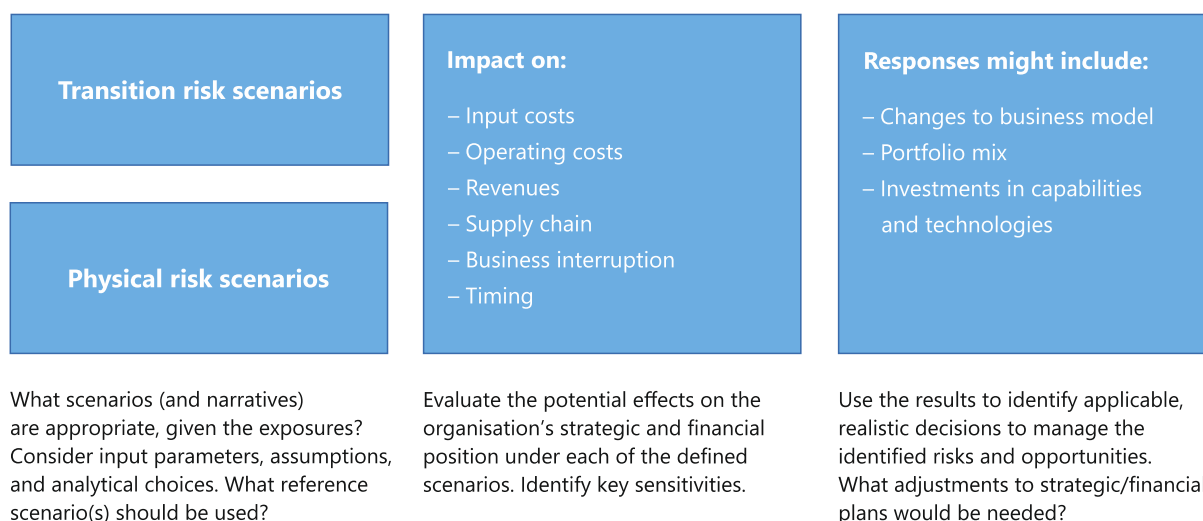 Transition risk scenarios
Physical risk scenarios
What scenarios (and narratives)
are appropriate, given the exposures?
Consider input parameters, assumptions,
and analytical choices. What reference
scenario(s) should be used?
Impact on:
– Input costs
– Operating costs
– Revenues
– Supply chain
– Business interruption
– Timing
Evaluate the potential effects on the
organisation’s strategic and financial
position under each of the defined
scenarios. Identify key sensitivities.
Responses might include:
– Changes to business model
– Portfolio mix
– Investments in capabilities
and technologies
Use the results to identify applicable,
realistic decisions to manage the
identified risks and opportunities.
What adjustments to strategic/financial
plans would be needed?